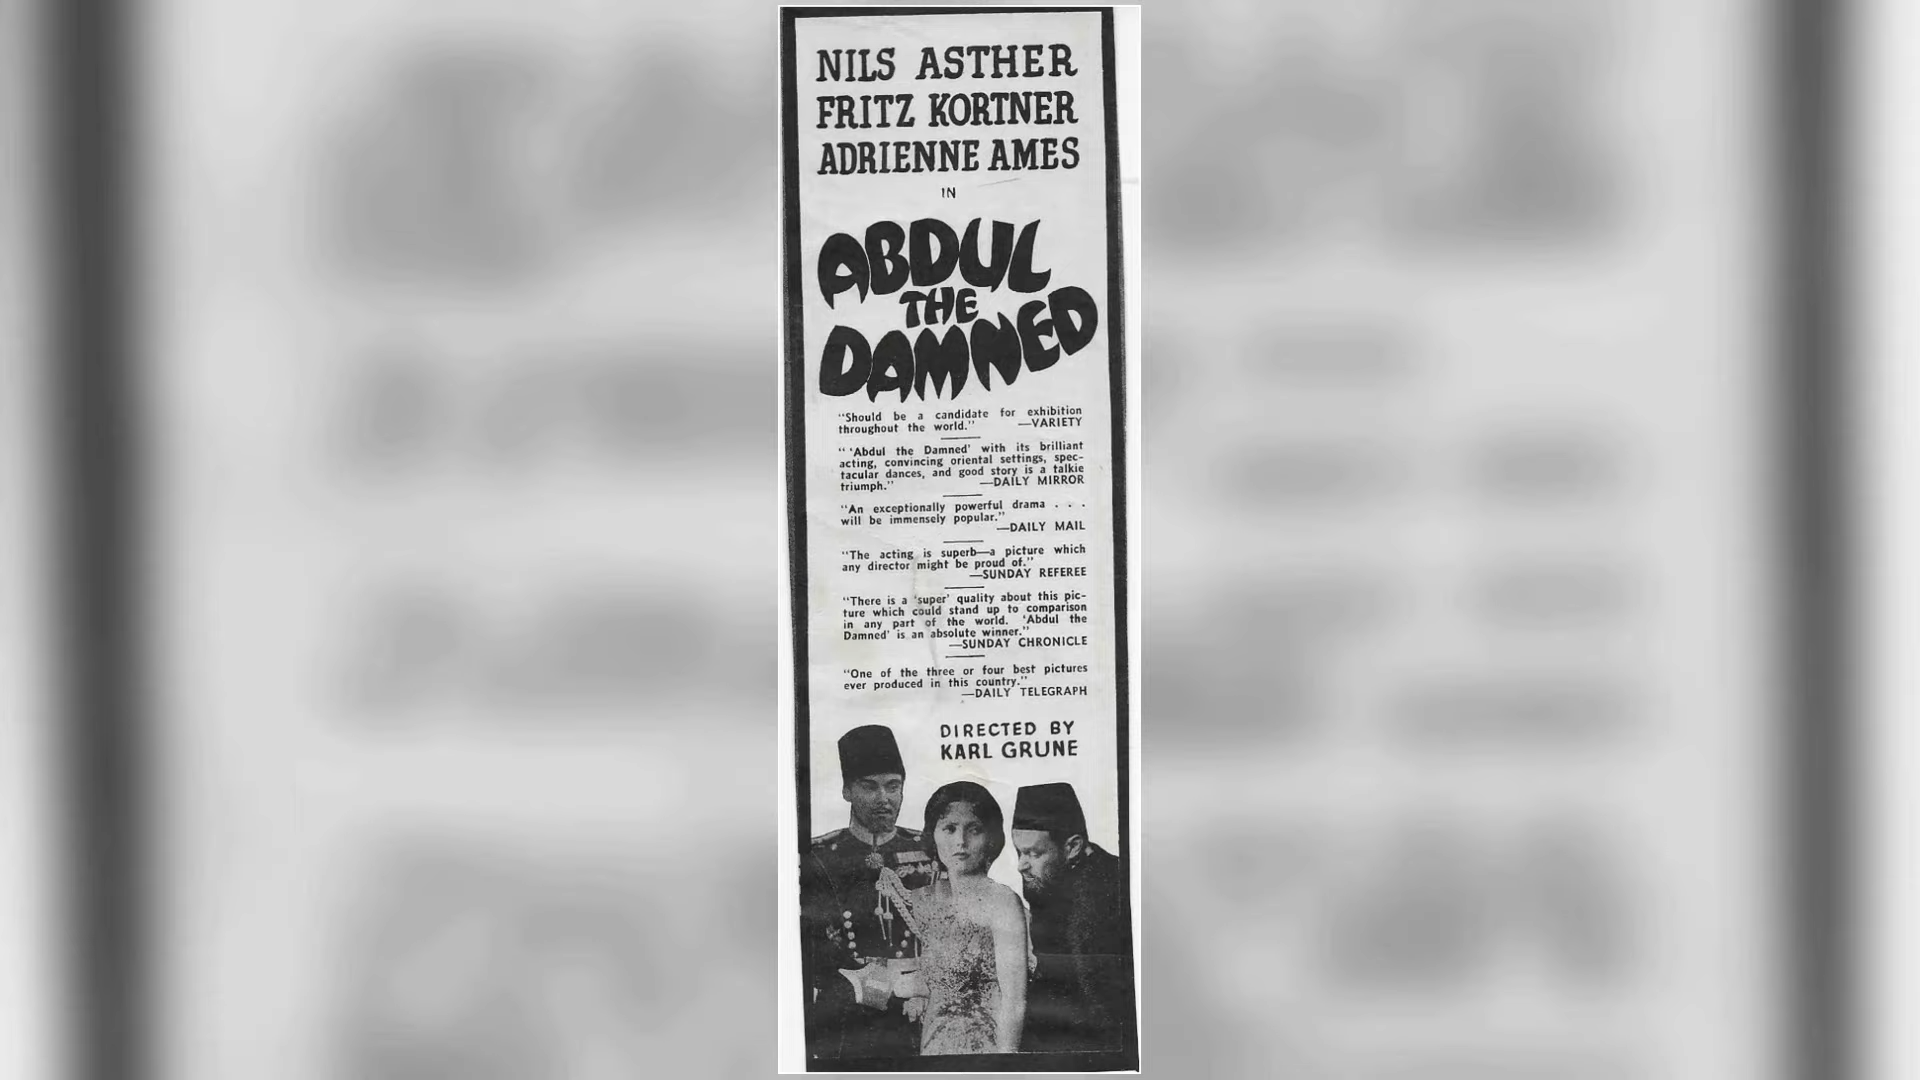 NILS ASTHER
FRITZ KORTNER
ADRIENNE AMES
IN
ABDUL
THE
DAMNED
"Should be a candidate for exhibition
throughout the world." —VARIETY
" 'Abdul the Damned' with its brilliant
acting, convincing oriental settings, spec-
tacular dances, and good story is a talkie
triumph." —DAILY MIRROR
"An exceptionally powerful drama . . .
will be immensely popular."
—DAILY MAIL
"The acting is superb—a picture which
any director might be proud of."
—SUNDAY REFEREE
"There is a 'super' quality about this pic-
ture which could stand up to comparison
in any part of the world. 'Abdul the
Damned' is an absolute winner."
—SUNDAY CHRONICLE
"One of the three or four best pictures
ever produced in this country."
—DAILY TELEGRAPH
DIRECTED BY
KARL GRUNE